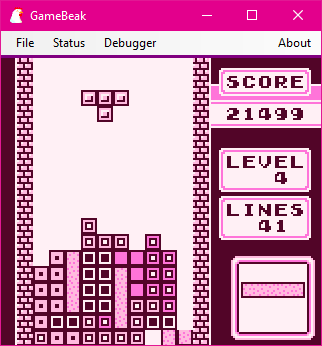 GameBeak
File Status Debugger About
SCORE
21499
LEVEL
4
LINES
41